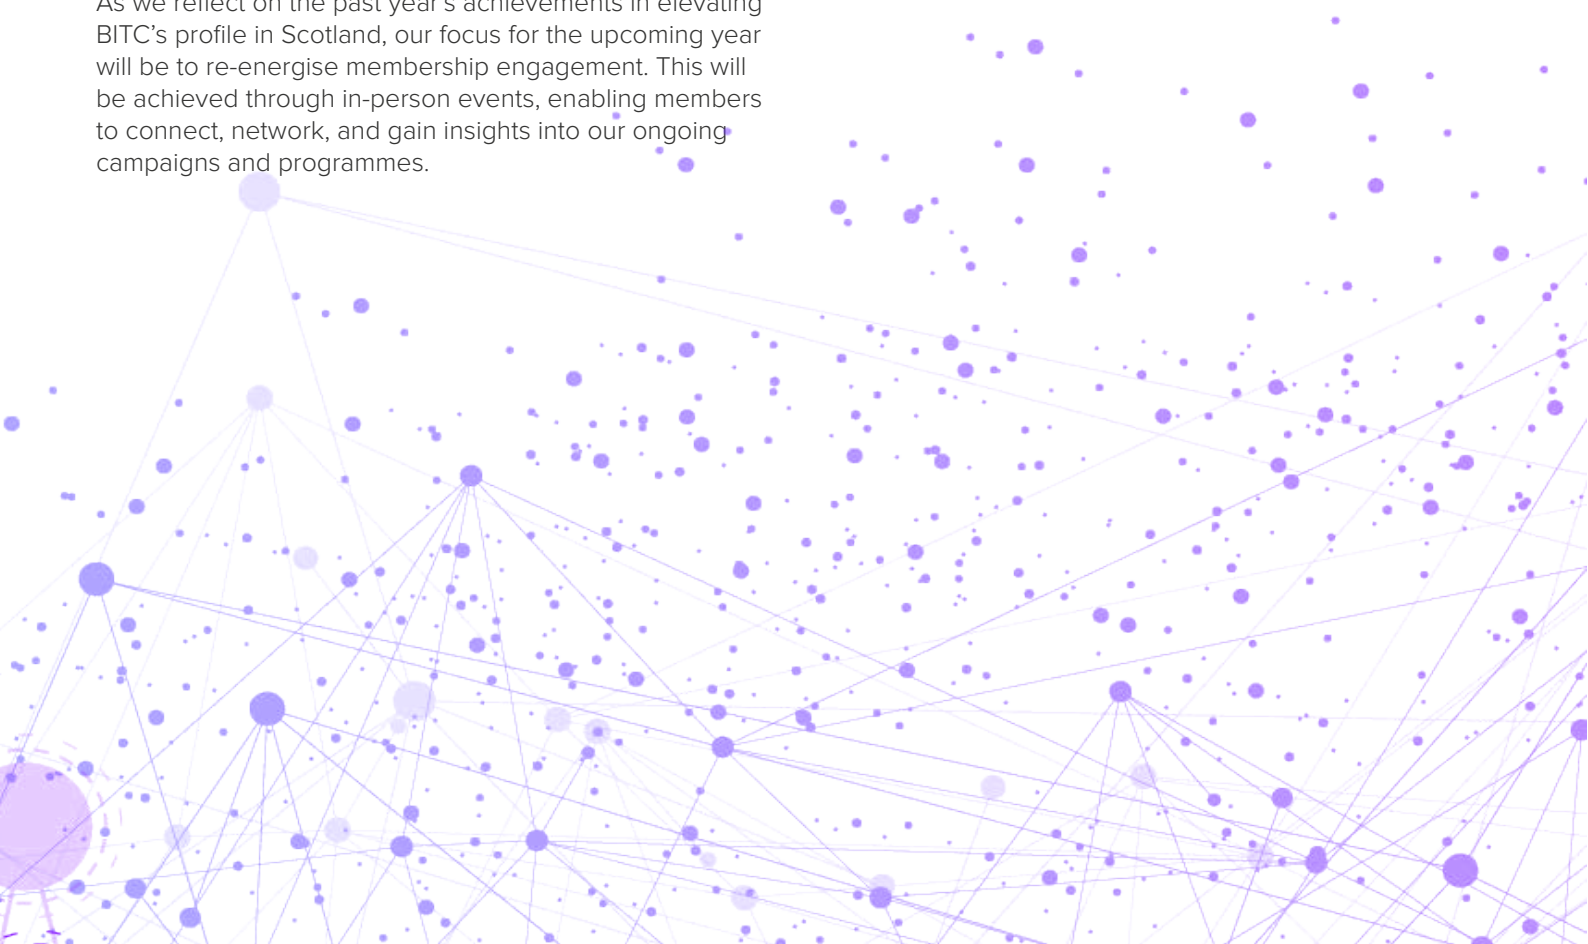 As we reflect on the past year's achievements in elevating
BITC's profile in Scotland, our focus for the upcoming year
will be to re-energise membership engagement. This will
be achieved through in-person events, enabling members
to connect, network, and gain insights into our ongoing
campaigns and programmes.